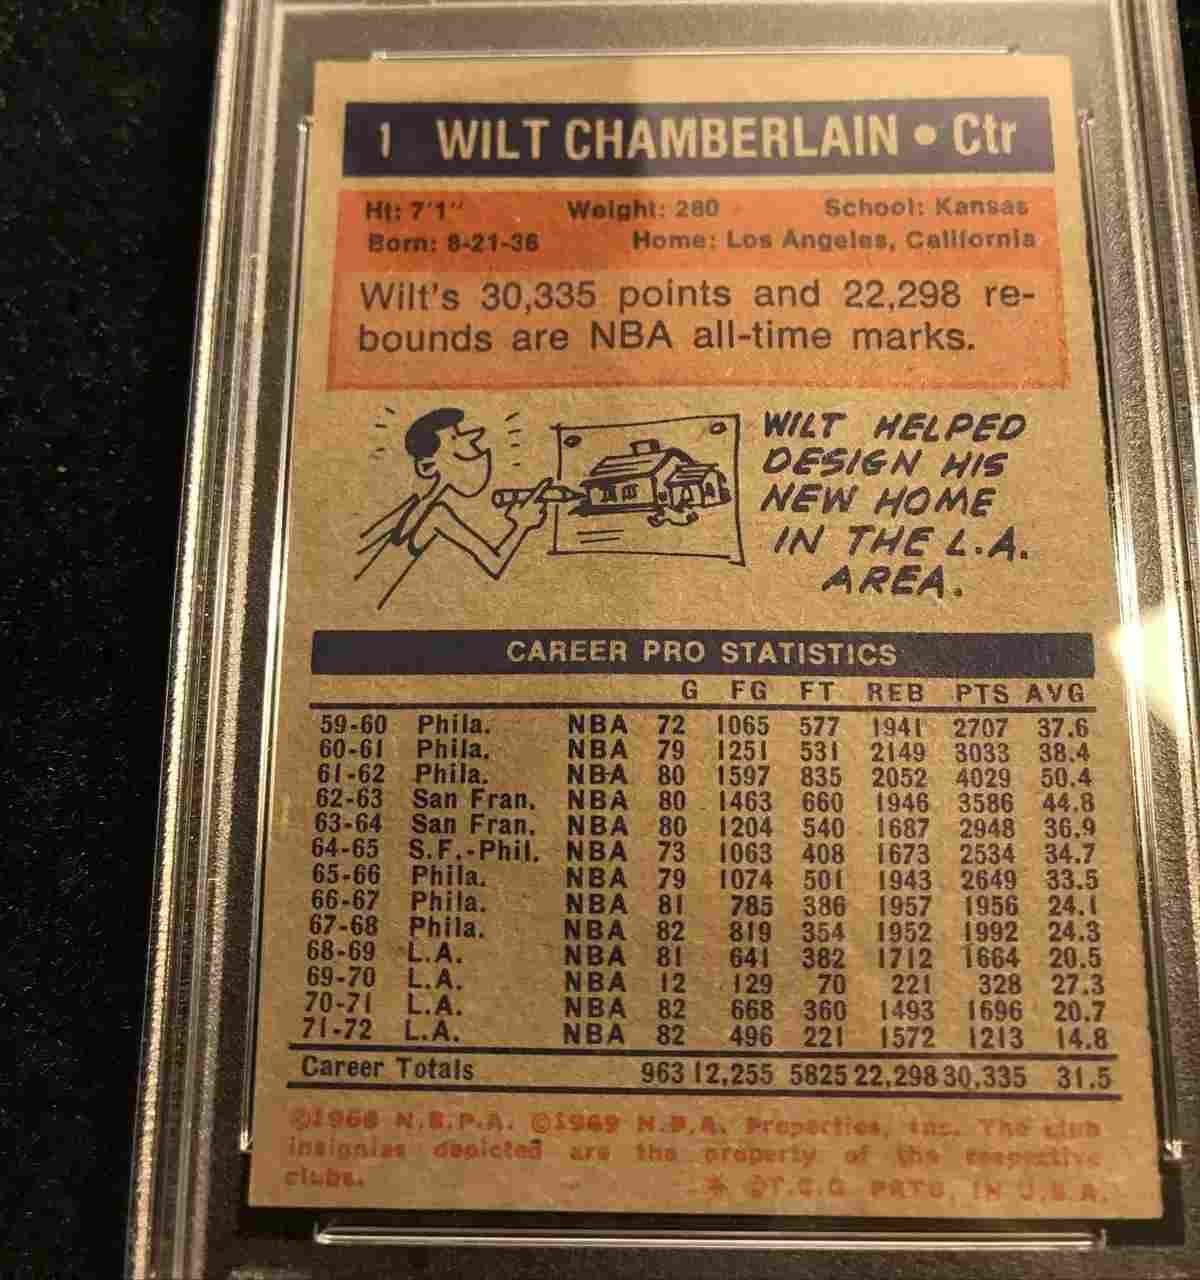 1 WILT CHAMBERLAIN • Ctr
Ht: 7'1" Weight: 280 School: Kansas
Born: 8-21-36 Home: Los Angeles, California
Wilt's 30,335 points and 22,298 re-
bounds are NBA all-time marks.
WILT HELPED
DESIGN HIS
NEW HOME
IN THE L.A.
AREA.
CAREER PRO STATISTICS
G FG FT REB PTS AVG
59-60 Phila. NBA 72 1065 577 1941 2707 37.6
60-61 Phila. NBA 79 1251 531 2149 3033 38.4
61-62 Phila. NBA 80 1597 835 2052 4029 50.4
62-63 San Fran. NBA 80 1463 660 1946 3586 44.8
63-64 San Fran. NBA 80 1204 540 1687 2948 36.9
64-65 S.F.-Phil. NBA 73 1063 408 1673 2534 34.7
65-66 Phila. NBA 79 1074 501 1943 2649 33.5
66-67 Phila. NBA 81 785 386 1957 1956 24.1
67-68 Phila. NBA 82 819 354 1952 1992 24.3
68-69 L.A. NBA 81 641 382 1712 1664 20.5
69-70 L.A. NBA 12 129 70 221 328 27.3
70-71 L.A. NBA 82 668 360 1493 1696 20.7
71-72 L.A. NBA 82 496 221 1572 1213 14.8
Career Totals 963 12,255 5825 22,298 30,335 31.5
©1968 N.B.P.A. ©1969 N.B.A. Properties, Inc. The club
insignias depicted are the property of the respective
clubs.
* ©T.C.G. PRTD. IN U.S.A.